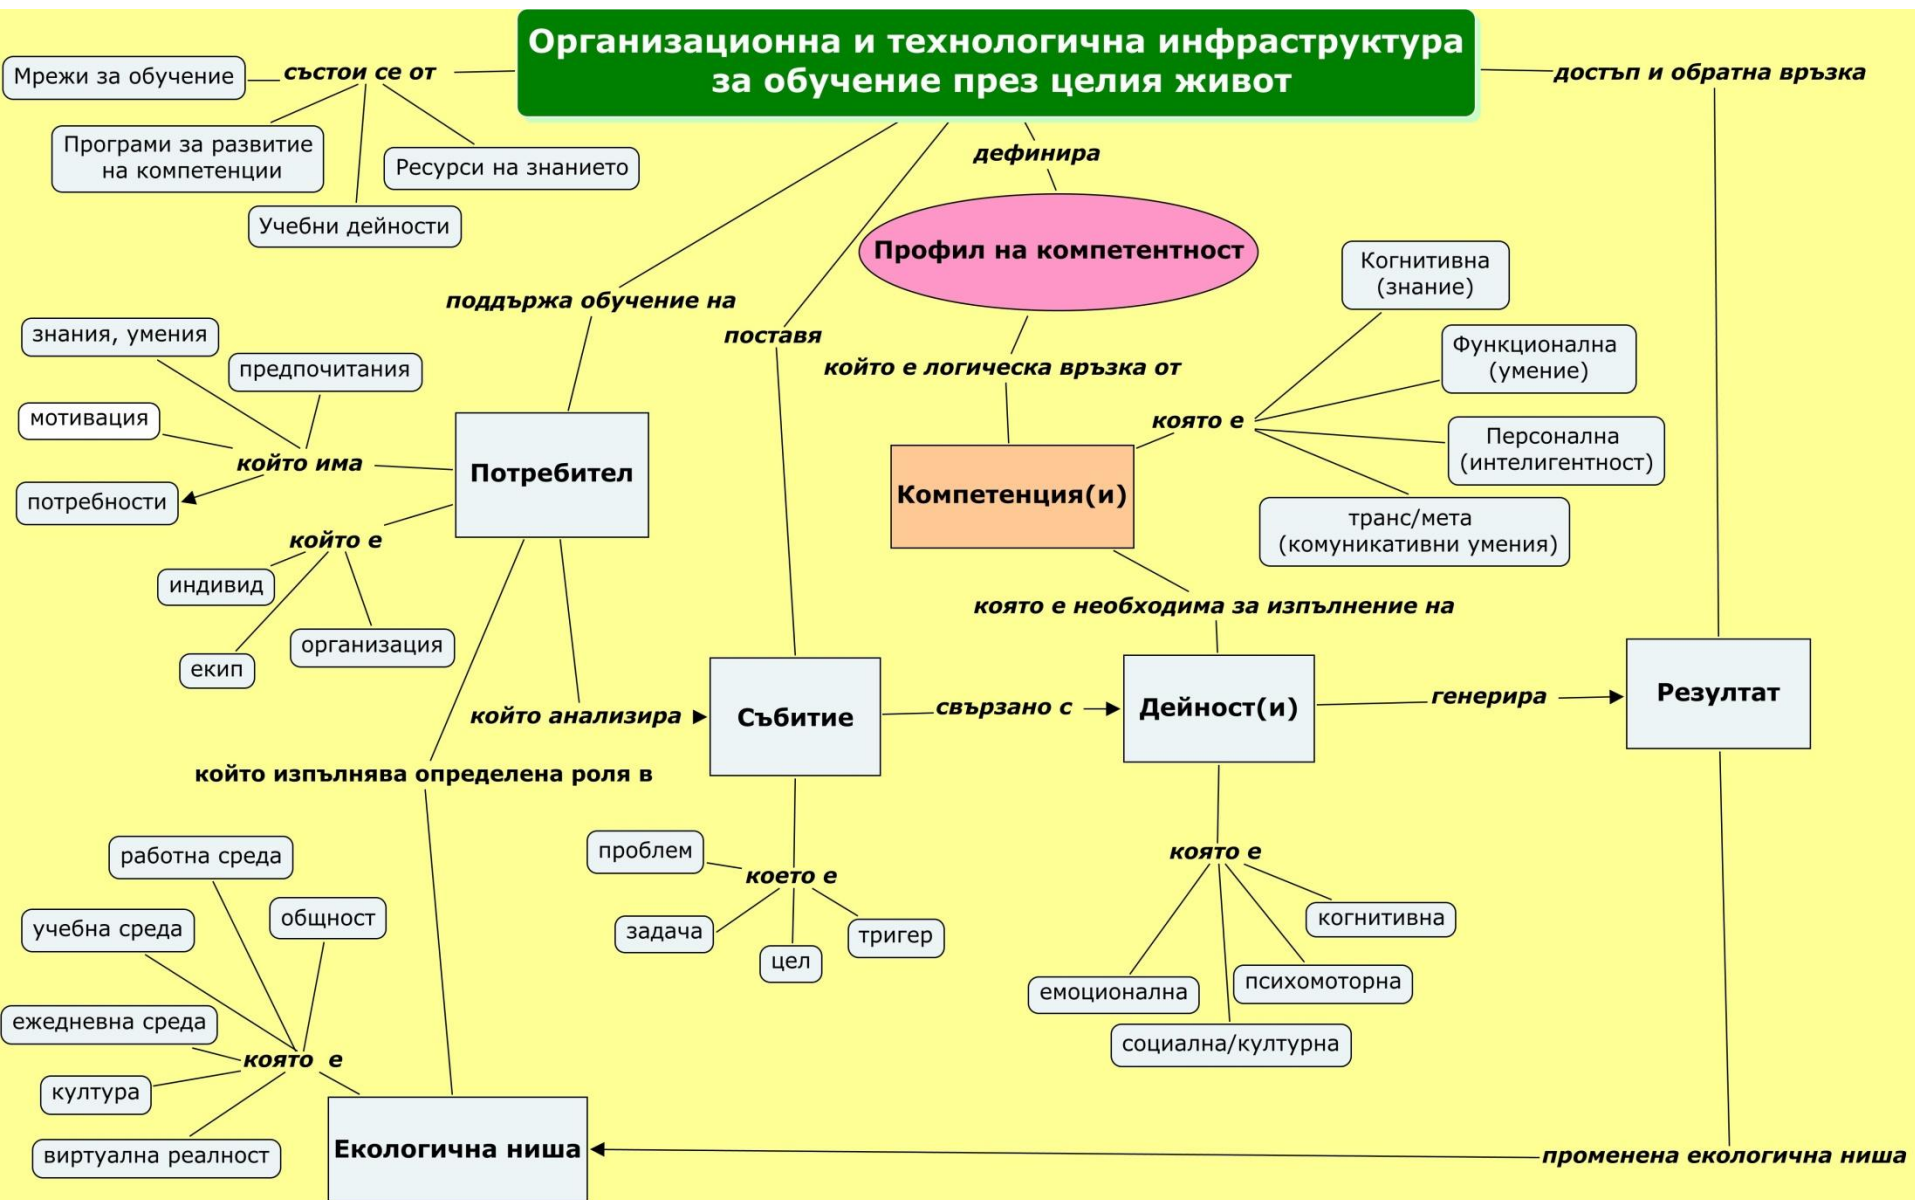 Организационна и технологична инфраструктура
за обучение през целия живот
Мрежи за обучение
състои се от
достъп и обратна връзка
Програми за развитие
на компетенции
Ресурси на знанието
Учебни дейности
дефинира
Профил на компетентност
поддържа обучение на
поставя
който е логическа връзка от
Когнитивна
(знание)
Функционална
(умение)
Персонална
(интелигентност)
транс/мета
(комуникативни умения)
която е
знания, умения
предпочитания
мотивация
който има
потребности
Потребител
Компетенция(и)
който е
индивид
екип
организация
която е необходима за изпълнение на
който анализира
Събитие
свързано с
Дейност(и)
генерира
Резултат
който изпълнява определена роля в
проблем
което е
задача
цел
тригер
която е
когнитивна
психомоторна
емоционална
социална/културна
работна среда
учебна среда
общност
ежедневна среда
която е
култура
виртуална реалност
Екологична ниша
променена екологична ниша